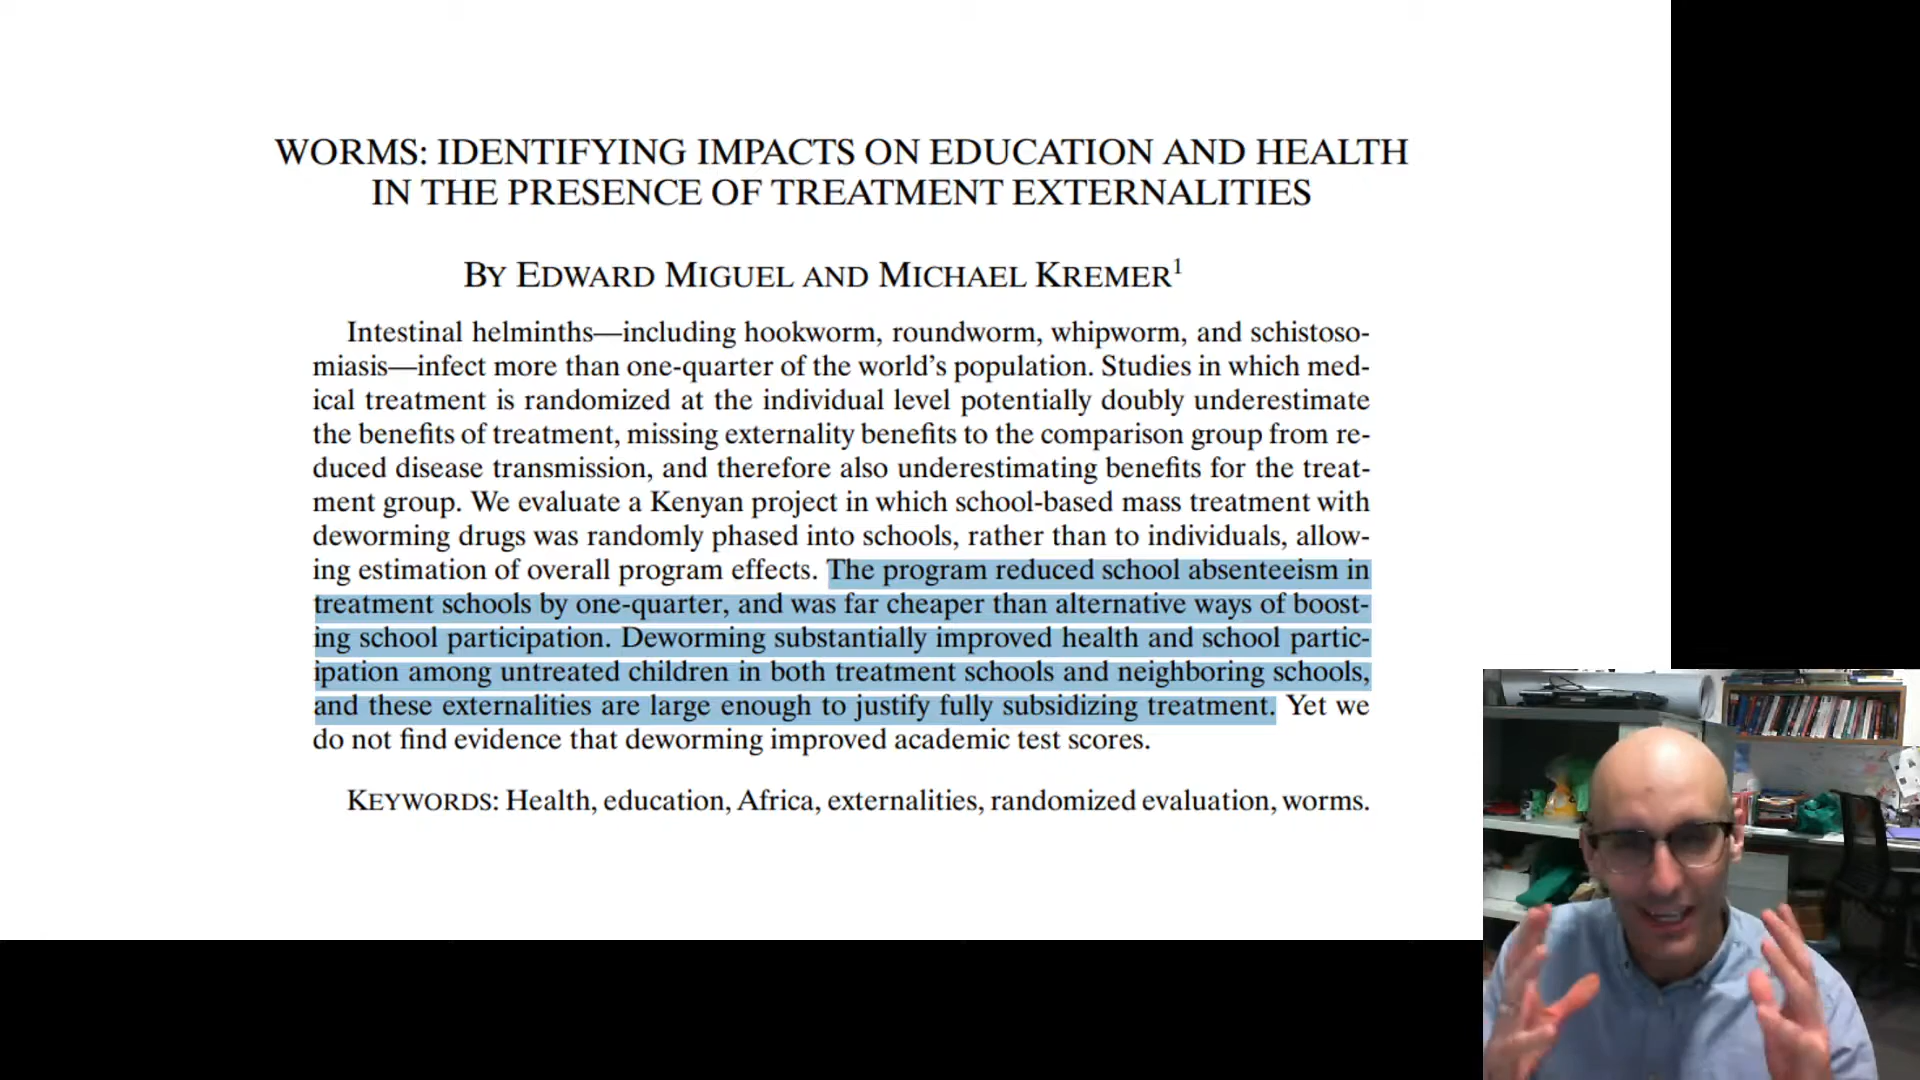 WORMS: IDENTIFYING IMPACTS ON EDUCATION AND HEALTH
IN THE PRESENCE OF TREATMENT EXTERNALITIES
BY EDWARD MIGUEL AND MICHAEL KREMER¹
Intestinal helminths—including hookworm, roundworm, whipworm, and schistoso-
miasis—infect more than one-quarter of the world's population. Studies in which med-
ical treatment is randomized at the individual level potentially doubly underestimate
the benefits of treatment, missing externality benefits to the comparison group from re-
duced disease transmission, and therefore also underestimating benefits for the treat-
ment group. We evaluate a Kenyan project in which school-based mass treatment with
deworming drugs was randomly phased into schools, rather than to individuals, allow-
ing estimation of overall program effects. The program reduced school absenteeism in
treatment schools by one-quarter, and was far cheaper than alternative ways of boost-
ing school participation. Deworming substantially improved health and school partic-
ipation among untreated children in both treatment schools and neighboring schools,
and these externalities are large enough to justify fully subsidizing treatment. Yet we
do not find evidence that deworming improved academic test scores.
KEYWORDS: Health, education, Africa, externalities, randomized evaluation, worms.